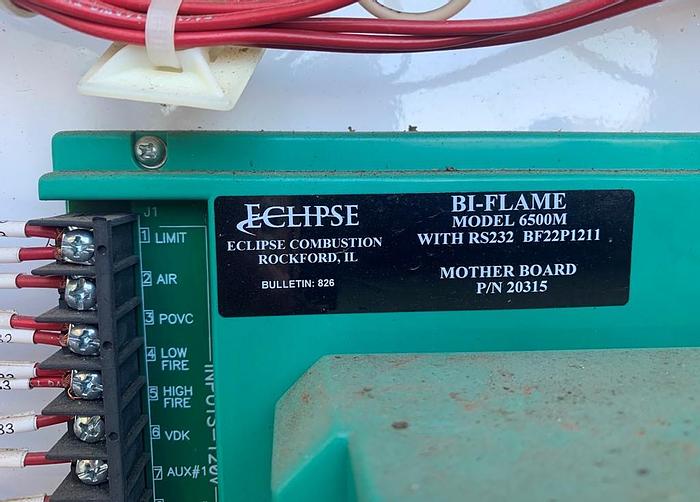 ECLIPSE
ECLIPSE COMBUSTION
ROCKFORD, IL
BULLETIN: 826
BI-FLAME
MODEL 6500M
WITH RS232 BF22P1211
MOTHER BOARD
P/N 20315
J1
1 LIMIT
2 AIR
3 POVC
4 LOW
FIRE
5 HIGH
FIRE
6 VDK
7 AUX#1
INPUTS-120V